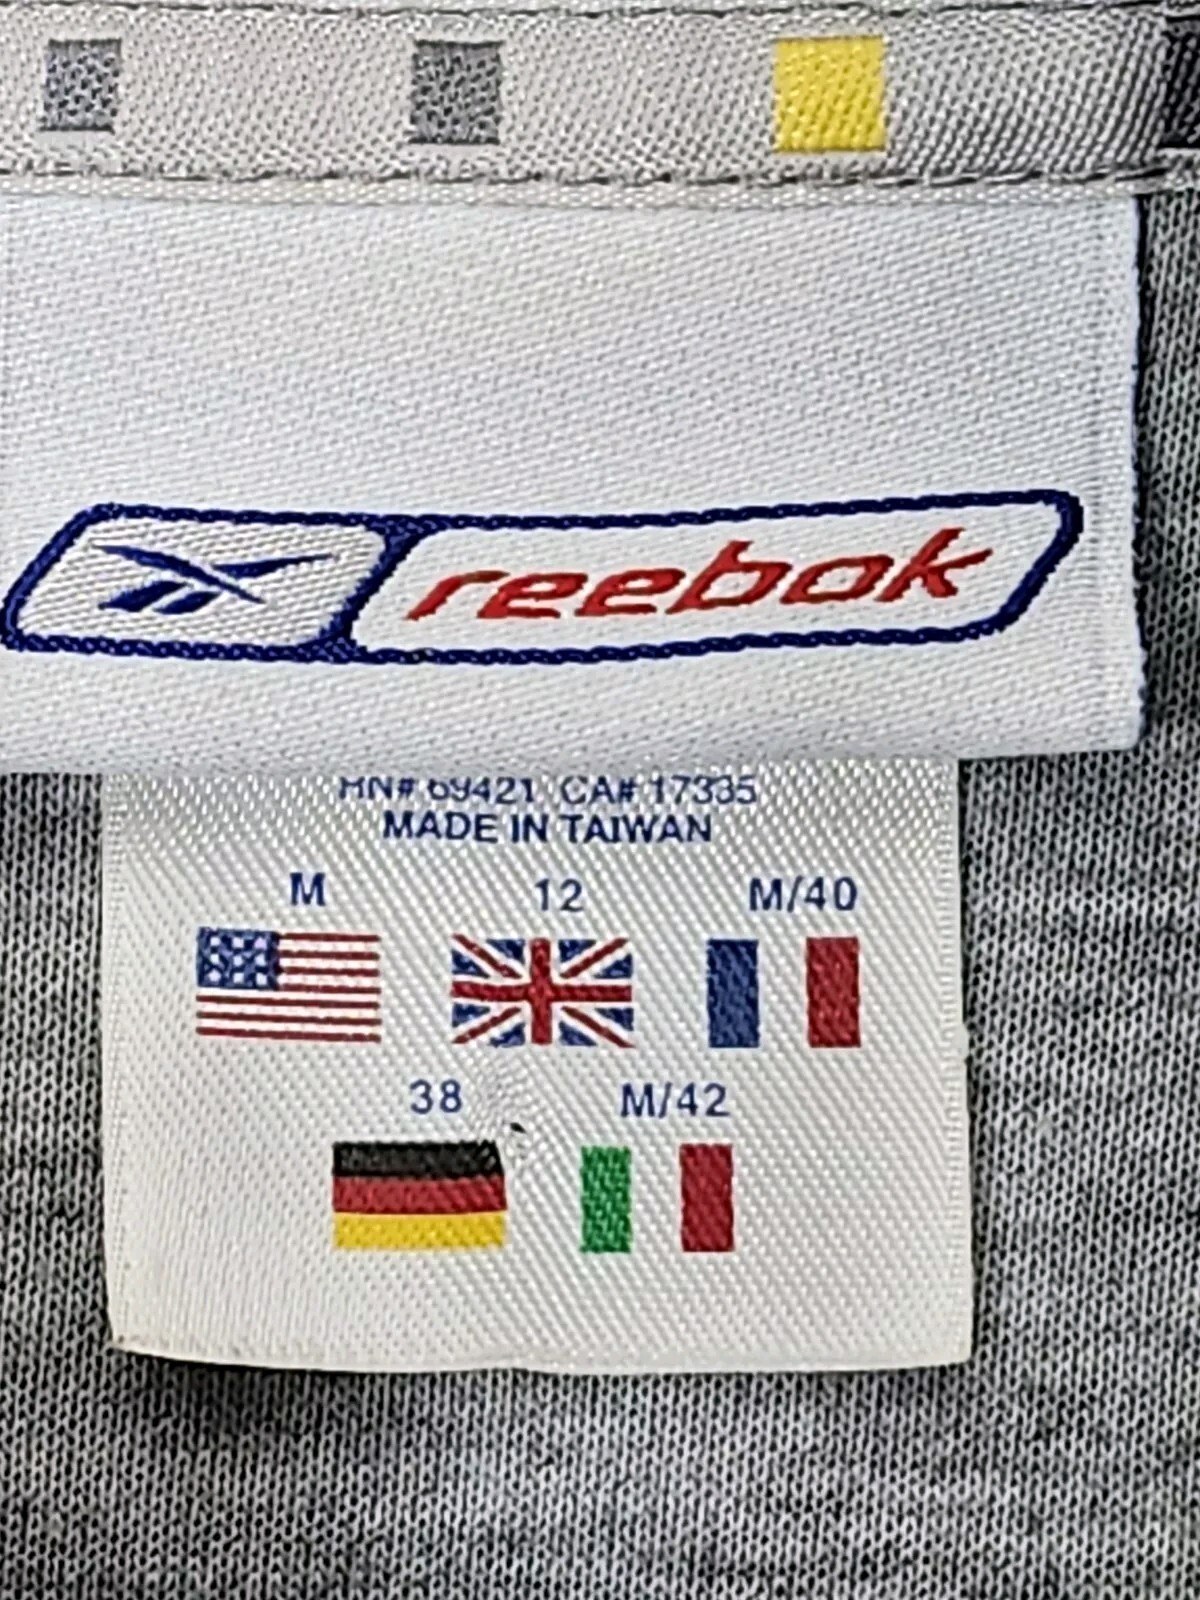 reebok
RN# 69421 CA# 17335
MADE IN TAIWAN
M 12 M/40
38 M/42